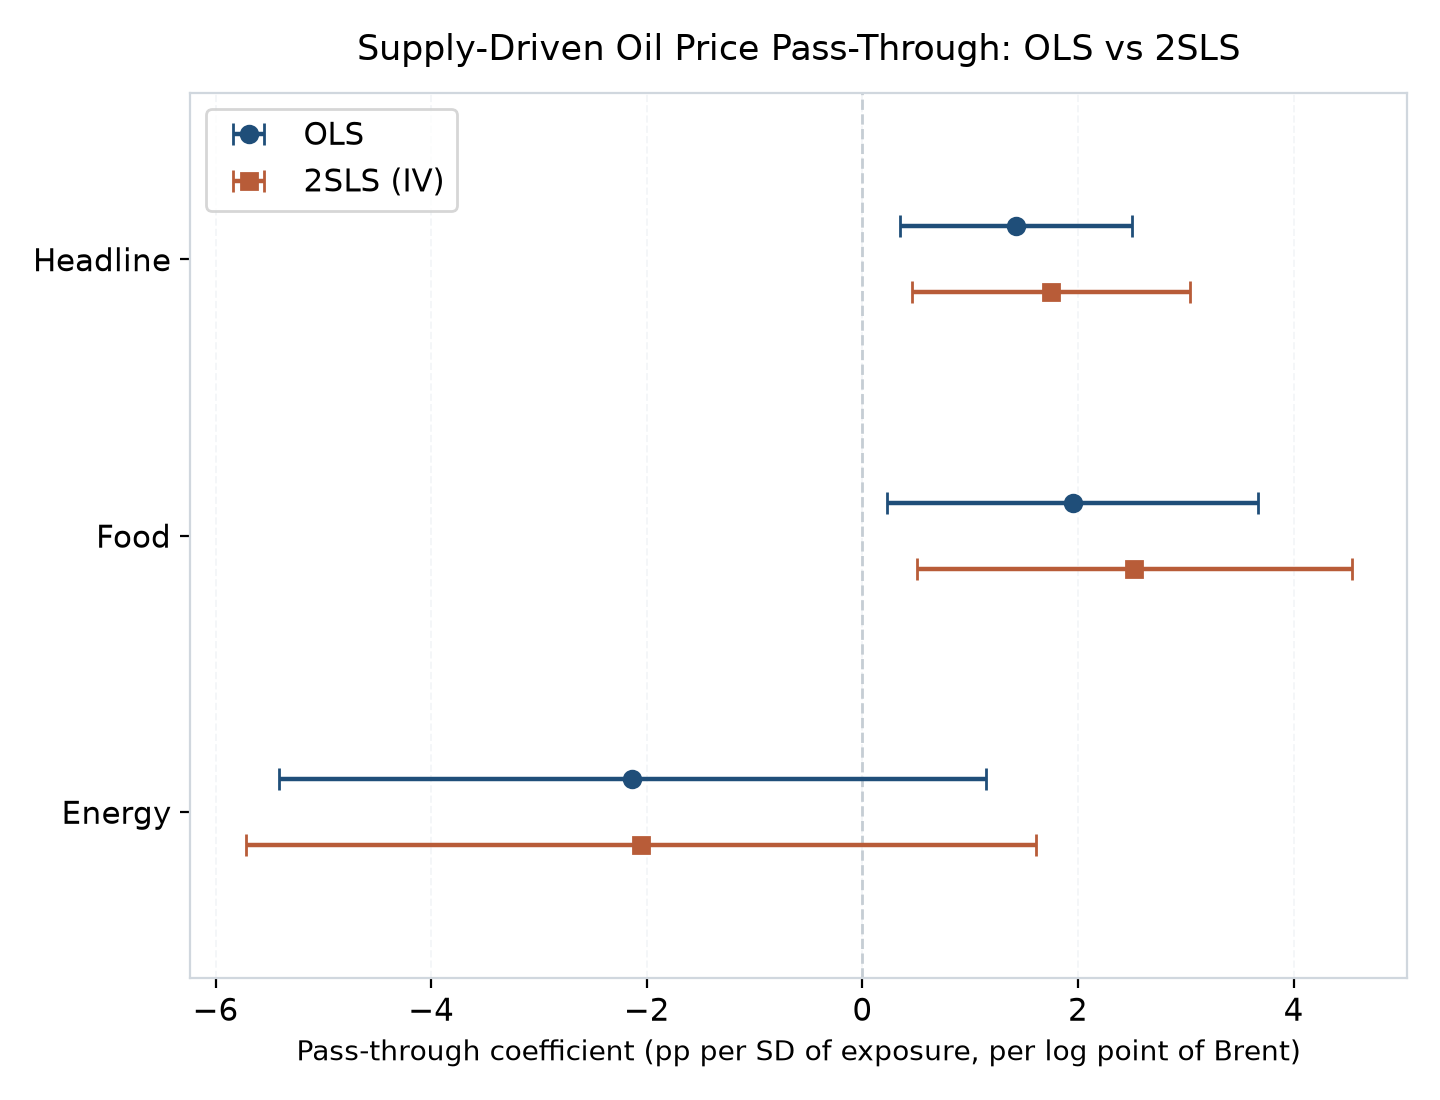 Supply-Driven Oil Price Pass-Through: OLS vs 2SLS
OLS
2SLS (IV)
Headline
Food
Energy
−6 −4 −2 0 2 4
Pass-through coefficient (pp per SD of exposure, per log point of Brent)